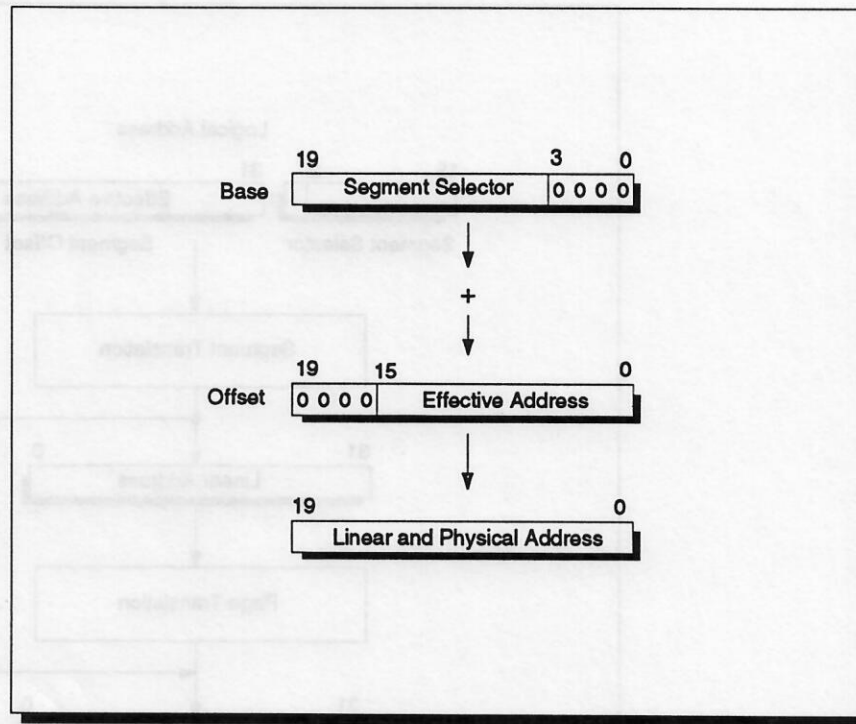 19 3 0
Base Segment Selector 0 0 0 0
+
19 15 0
Offset 0 0 0 0 Effective Address
19 0
Linear and Physical Address